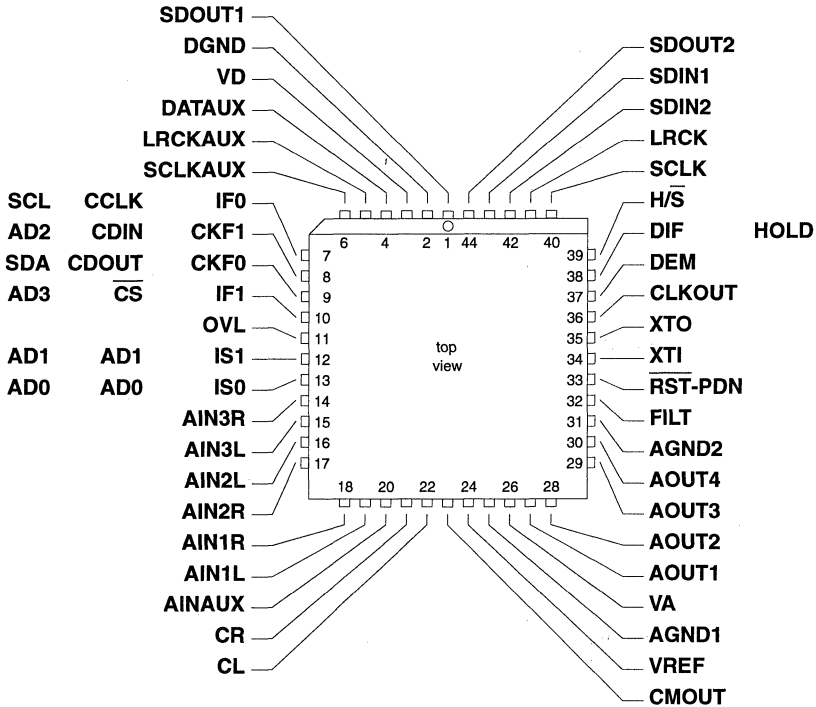 SDOUT1
DGND
VD
DATAUX
LRCKAUX
SCLKAUX
SCL CCLK IF0
AD2 CDIN CKF1
SDA CDOUT CKF0
AD3 C̅S̅ IF1
OVL
AD1 AD1 IS1
AD0 AD0 IS0
AIN3R
AIN3L
AIN2L
AIN2R
AIN1R
AIN1L
AINAUX
CR
CL
6 4 2 1 44 42 40
7
8
9
10
11
12
13
14
15
16
17
top
view
18 20 22 24 26 28
39
38
37
36
35
34
33
32
31
30
29
SDOUT2
SDIN1
SDIN2
LRCK
SCLK
H/S̅
DIF HOLD
DEM
CLKOUT
XTO
XTI
R̅S̅T̅-PDN
FILT
AGND2
AOUT4
AOUT3
AOUT2
AOUT1
VA
AGND1
VREF
CMOUT